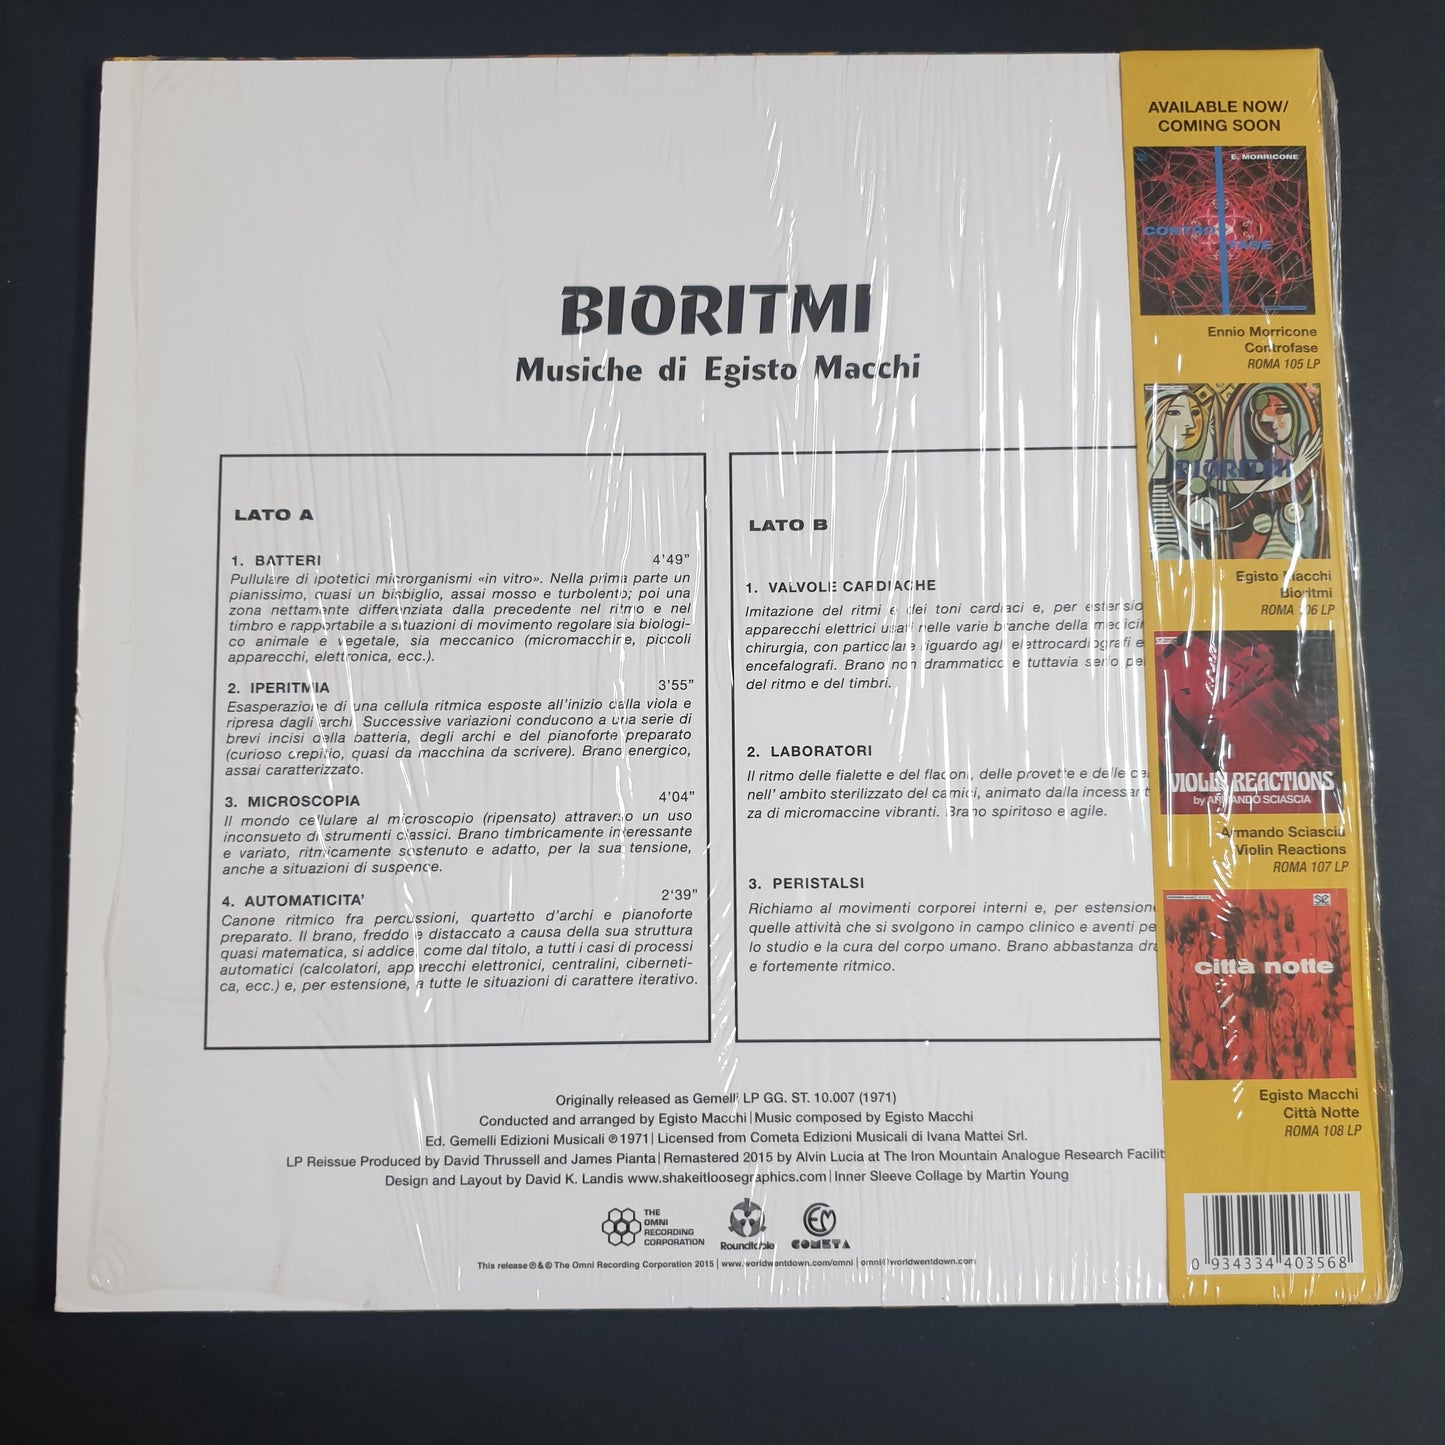 BIORITMI
Musiche di Egisto Macchi
LATO A
1. BATTERI 4'49"
Pullulare di ipotetici microrganismi «in vitro». Nella prima parte un
pianissimo, quasi un bisbiglio, assai mosso e turbolento; poi una
zona nettamente differenziata dalla precedente nel ritmo e nel
timbro e rapportabile a situazioni di movimento regolare sia biologi-
co animale e vegetale, sia meccanico (micromacchine, piccoli
apparecchi, elettronica, ecc.).
2. IPERITMIA 3'55"
Esasperazione di una cellula ritmica esposte all'inizio dalla viola e
ripresa dagli archi. Successive variazioni conducono a una serie di
brevi incisi della batteria, degli archi e del pianoforte preparato
(curioso crepitio, quasi da macchina da scrivere). Brano energico,
assai caratterizzato.
3. MICROSCOPIA 4'04"
Il mondo cellulare al microscopio (ripensato) attraverso un uso
inconsueto di strumenti classici. Brano timbricamente interessante
e variato, ritmicamente sostenuto e adatto, per la sua tensione,
anche a situazioni di suspence.
4. AUTOMATICITA' 2'39"
Canone ritmico fra percussioni, quartetto d'archi e pianoforte
preparato. Il brano, freddo e distaccato a causa della sua struttura
quasi matematica, si addice, come dal titolo, a tutti i casi di processi
automatici (calcolatori, apparecchi elettronici, centralini, ciberneti-
ca, ecc.) e, per estensione, a tutte le situazioni di carattere iterativo.
LATO B
1. VALVOLE CARDIACHE
Imitazione del ritmi e dei toni cardiaci e, per estensio
apparecchi elettrici usati nelle varie branche della medicin
chirurgia, con particolare riguardo agli elettrocardiografi e
encefalografi. Brano non drammatico e tuttavia serio pe
del ritmo e del timbri.
2. LABORATORI
Il ritmo delle fialette e del flaconi, delle provette e delle ce
nell' ambito sterilizzato del camici, animato dalla incessant
za di micromaccine vibranti. Brano spiritoso e agile.
3. PERISTALSI
Richiamo al movimenti corporei interni e, per estensione
quelle attività che si svolgono in campo clinico e aventi pe
lo studio e la cura del corpo umano. Brano abbastanza dra
e fortemente ritmico.
Originally released as Gemelli LP GG. ST. 10.007 (1971)
Conducted and arranged by Egisto Macchi | Music composed by Egisto Macchi
Ed. Gemelli Edizioni Musicali ℗ 1971 | Licensed from Cometa Edizioni Musicali di Ivana Mattei Srl.
LP Reissue Produced by David Thrussell and James Pianta | Remastered 2015 by Alvin Lucia at The Iron Mountain Analogue Research Facilit
Design and Layout by David K. Landis www.shakeitloosegraphics.com | Inner Sleeve Collage by Martin Young
THE
OMNI
RECORDING
CORPORATION
Roundtable
CEM
COMETA
This release ℗ & © The Omni Recording Corporation 2015 | www.worldwentdown.com/omni | omni@worldwentdown.com
AVAILABLE NOW/
COMING SOON
E. MORRICONE
CONTRO FASE
Ennio Morricone
Controfase
ROMA 105 LP
BIORITMI
Egisto Macchi
Bioritmi
ROMA 106 LP
VIOLIN REACTIONS
by ARMANDO SCIASCIA
Armando Sciascia
Violin Reactions
ROMA 107 LP
se
città notte
Egisto Macchi
Città Notte
ROMA 108 LP
0 934334 403568